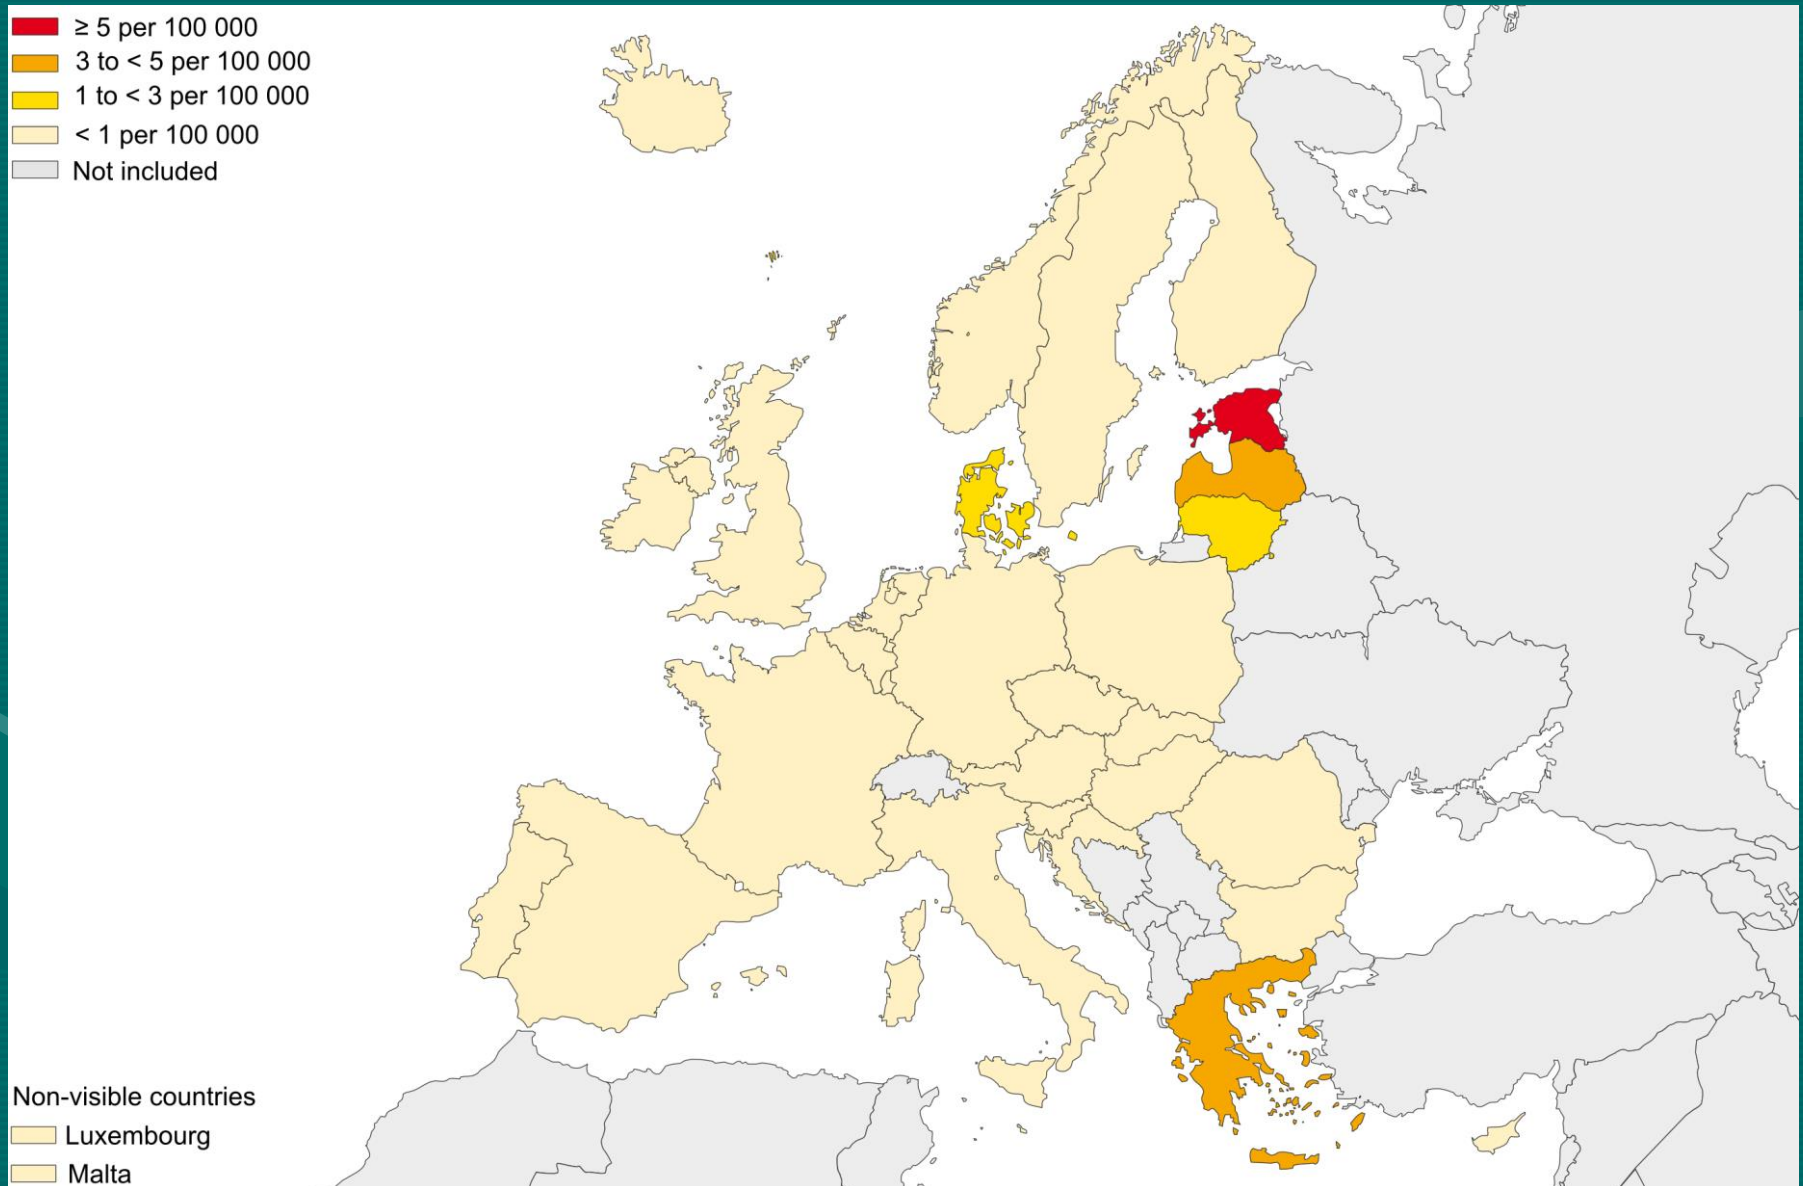 ≥ 5 per 100 000
3 to < 5 per 100 000
1 to < 3 per 100 000
< 1 per 100 000
Not included
Non-visible countries
Luxembourg
Malta